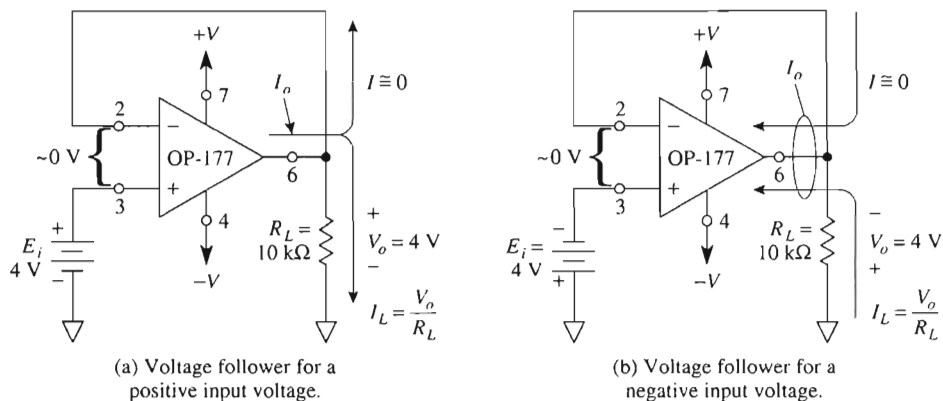 +V
7
I_o
I ≅ 0
2
−
~0 V
OP-177
6
3
+
4
−V
+
E_i
4 V
−
R_L =
10 kΩ
+
V_o = 4 V
−
I_L = V_o / R_L
(a) Voltage follower for a
positive input voltage.
+V
7
I_o
I ≅ 0
2
−
~0 V
OP-177
6
3
+
4
−V
−
E_i =
4 V
+
R_L =
10 kΩ
−
V_o = 4 V
+
I_L = V_o / R_L
(b) Voltage follower for a
negative input voltage.